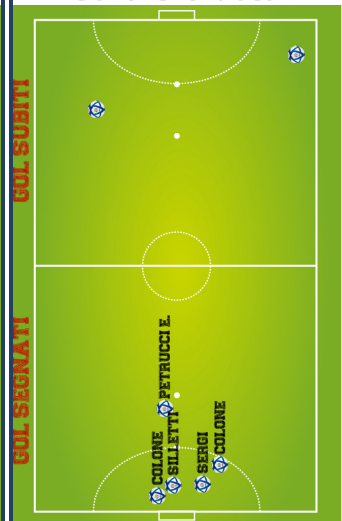 GOL SUBITI
GOL SEGNATI
PETRUCCI E.
COLONE
SILLETTI
SERGI
COLONE